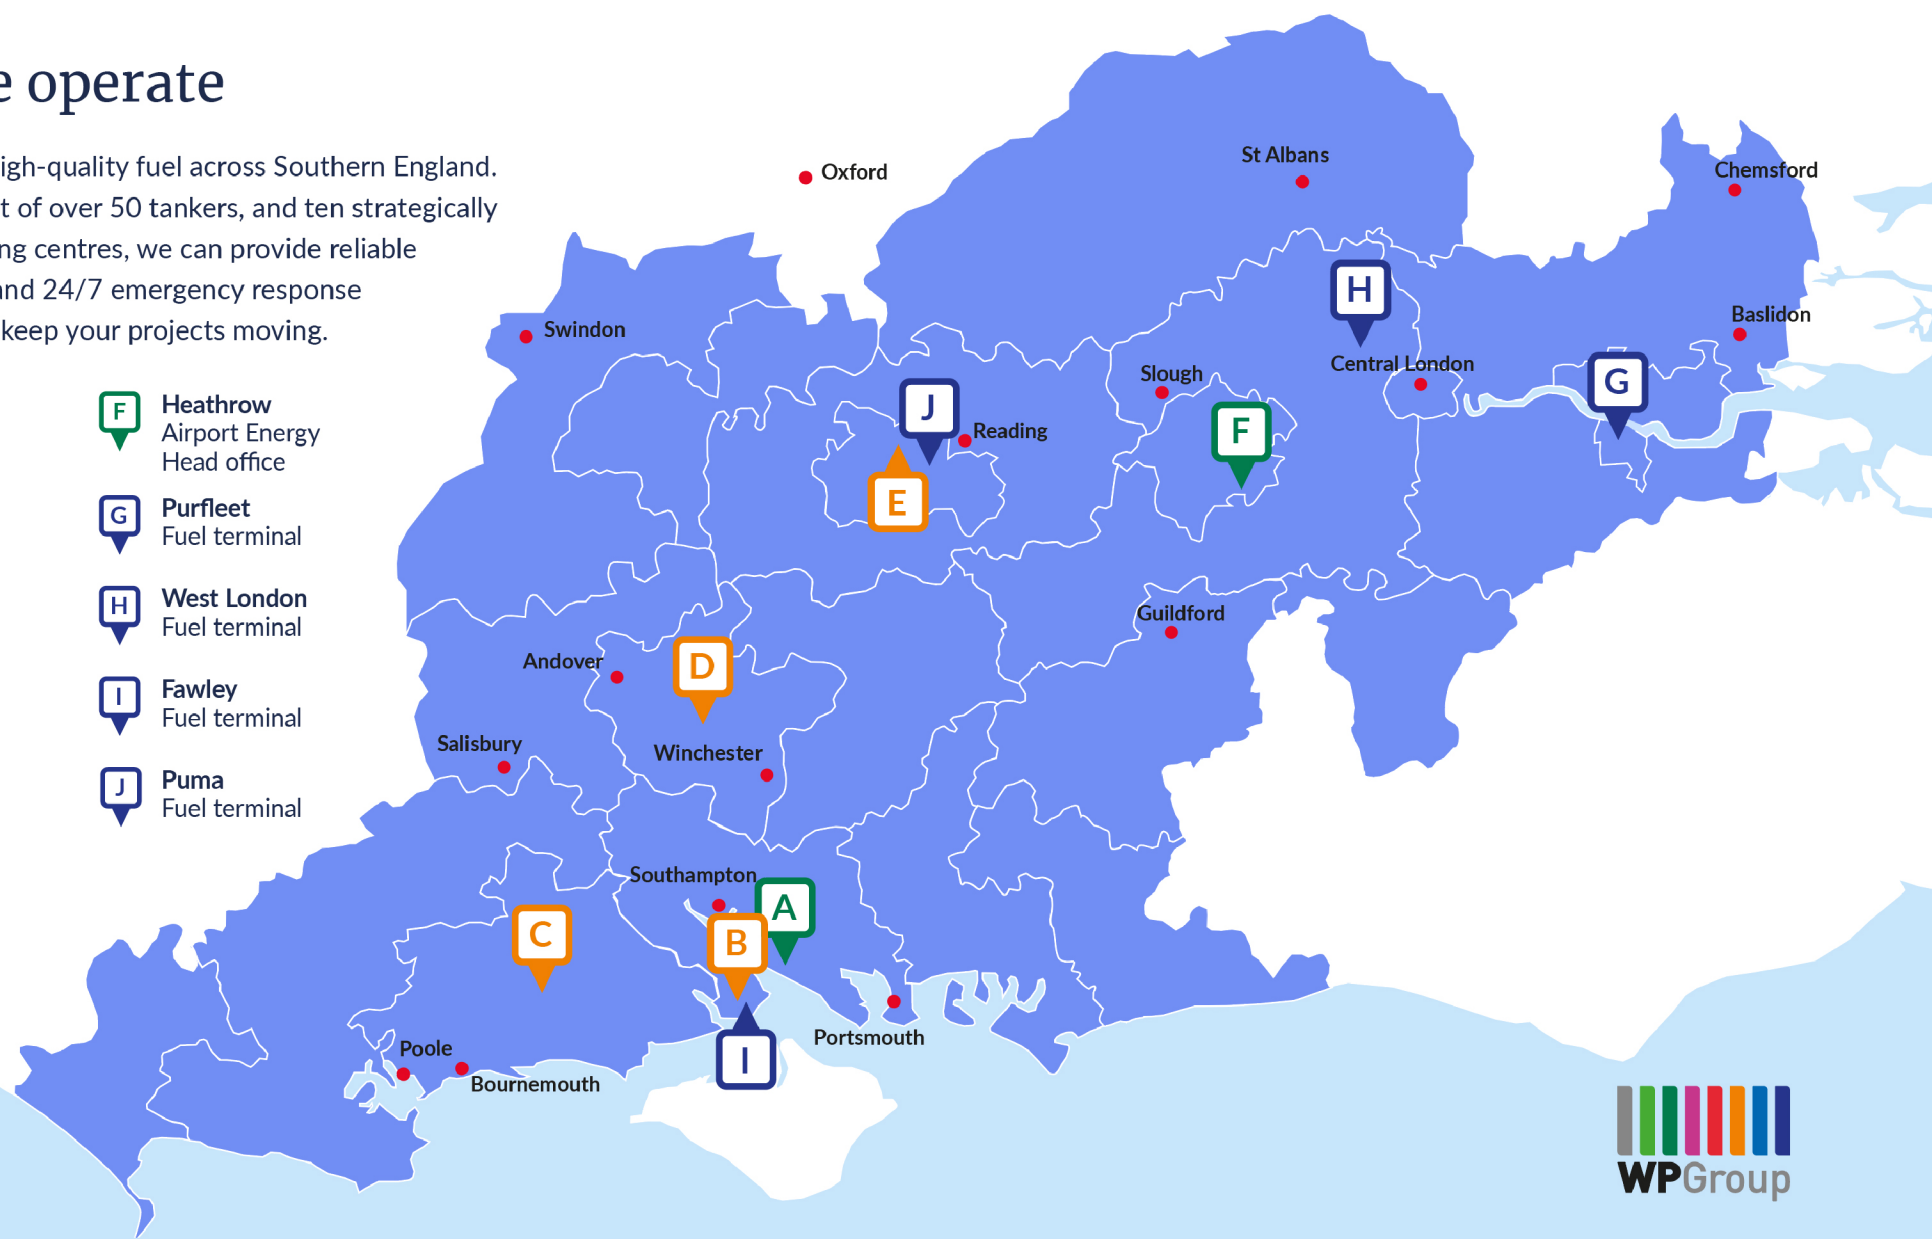 e operate
igh-quality fuel across Southern England.
t of over 50 tankers, and ten strategically
ng centres, we can provide reliable
and 24/7 emergency response
keep your projects moving.
F
Heathrow
Airport Energy
Head office
G
Purfleet
Fuel terminal
H
West London
Fuel terminal
I
Fawley
Fuel terminal
J
Puma
Fuel terminal
Oxford
St Albans
Chemsford
Swindon
H
Baslidon
Central London
Slough
G
J
Reading
F
E
Guildford
Andover
D
Salisbury
Winchester
Southampton
A
C
B
Portsmouth
I
Poole
Bournemouth
WPGroup